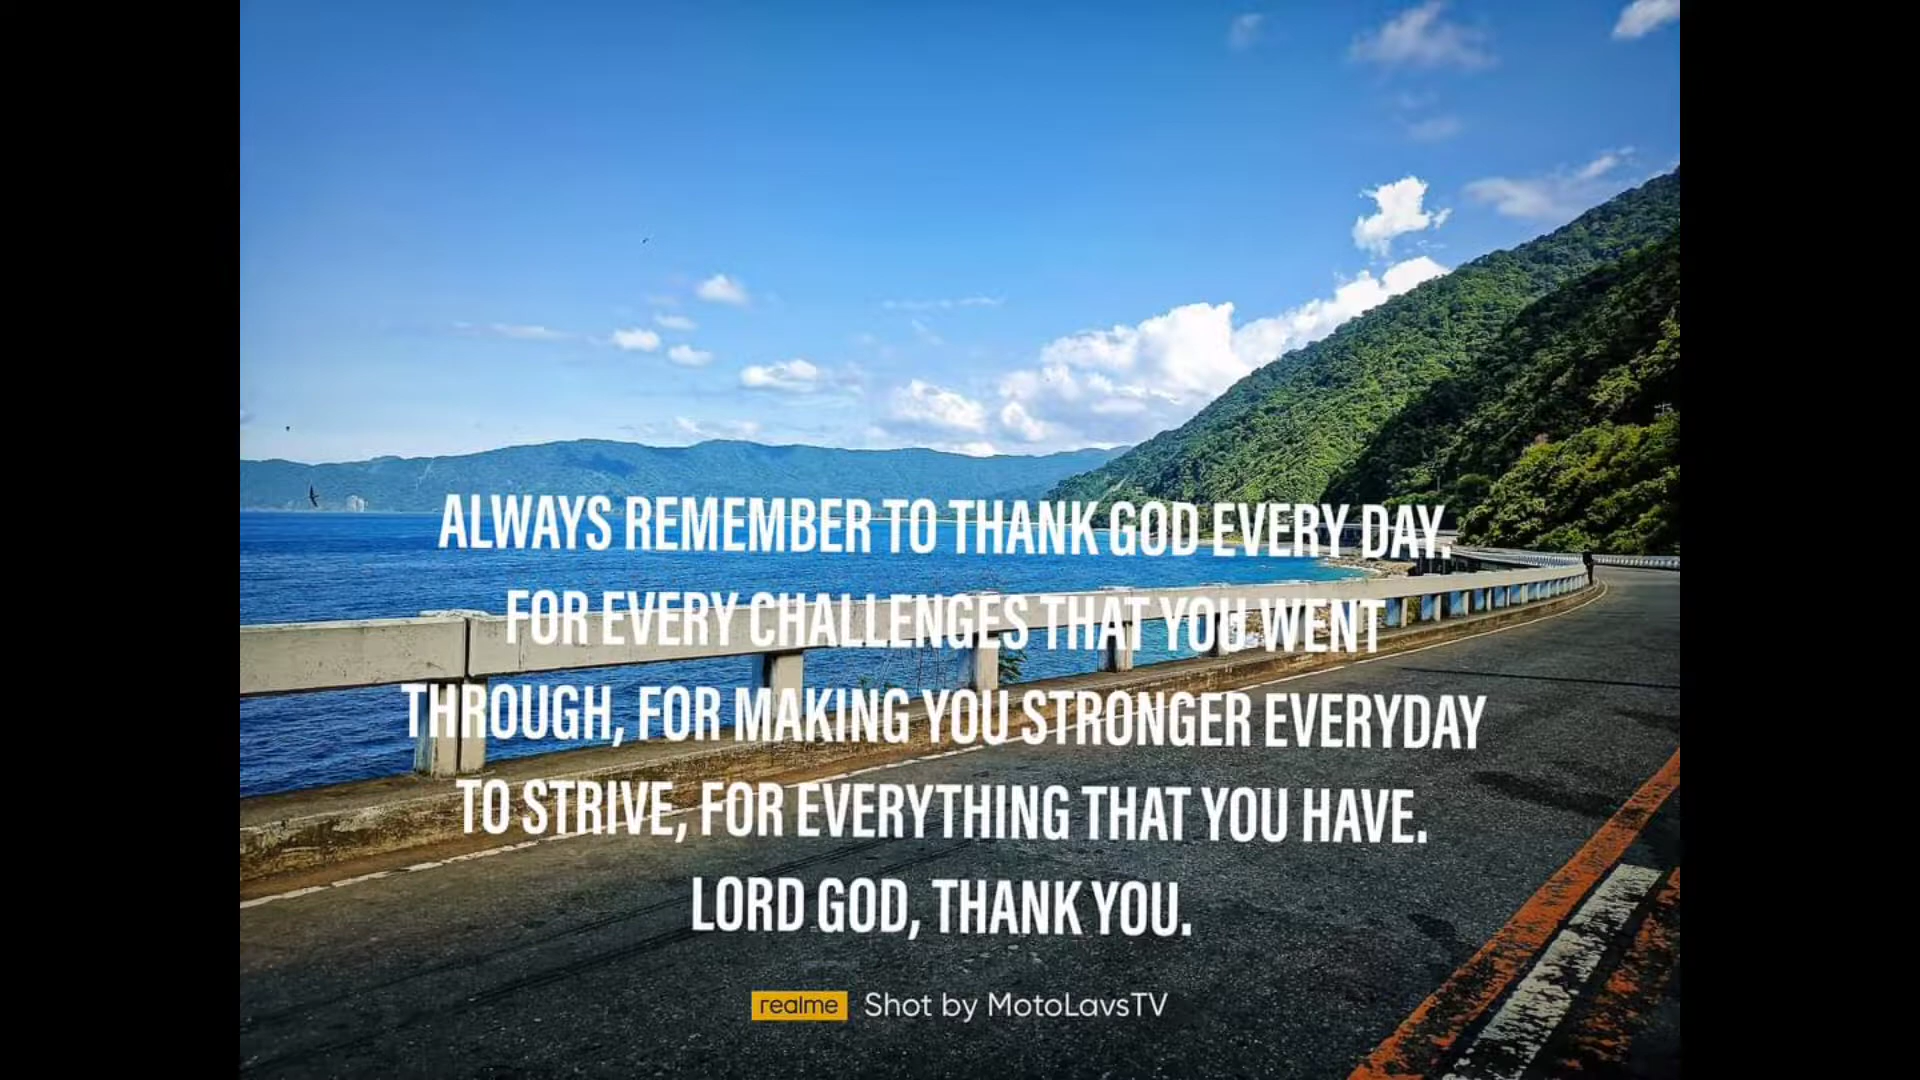 ALWAYS REMEMBER TO THANK GOD EVERY DAY.
FOR EVERY CHALLENGES THAT YOU WENT
THROUGH, FOR MAKING YOU STRONGER EVERYDAY
TO STRIVE, FOR EVERYTHING THAT YOU HAVE.
LORD GOD, THANK YOU.
realme Shot by MotoLavsTV